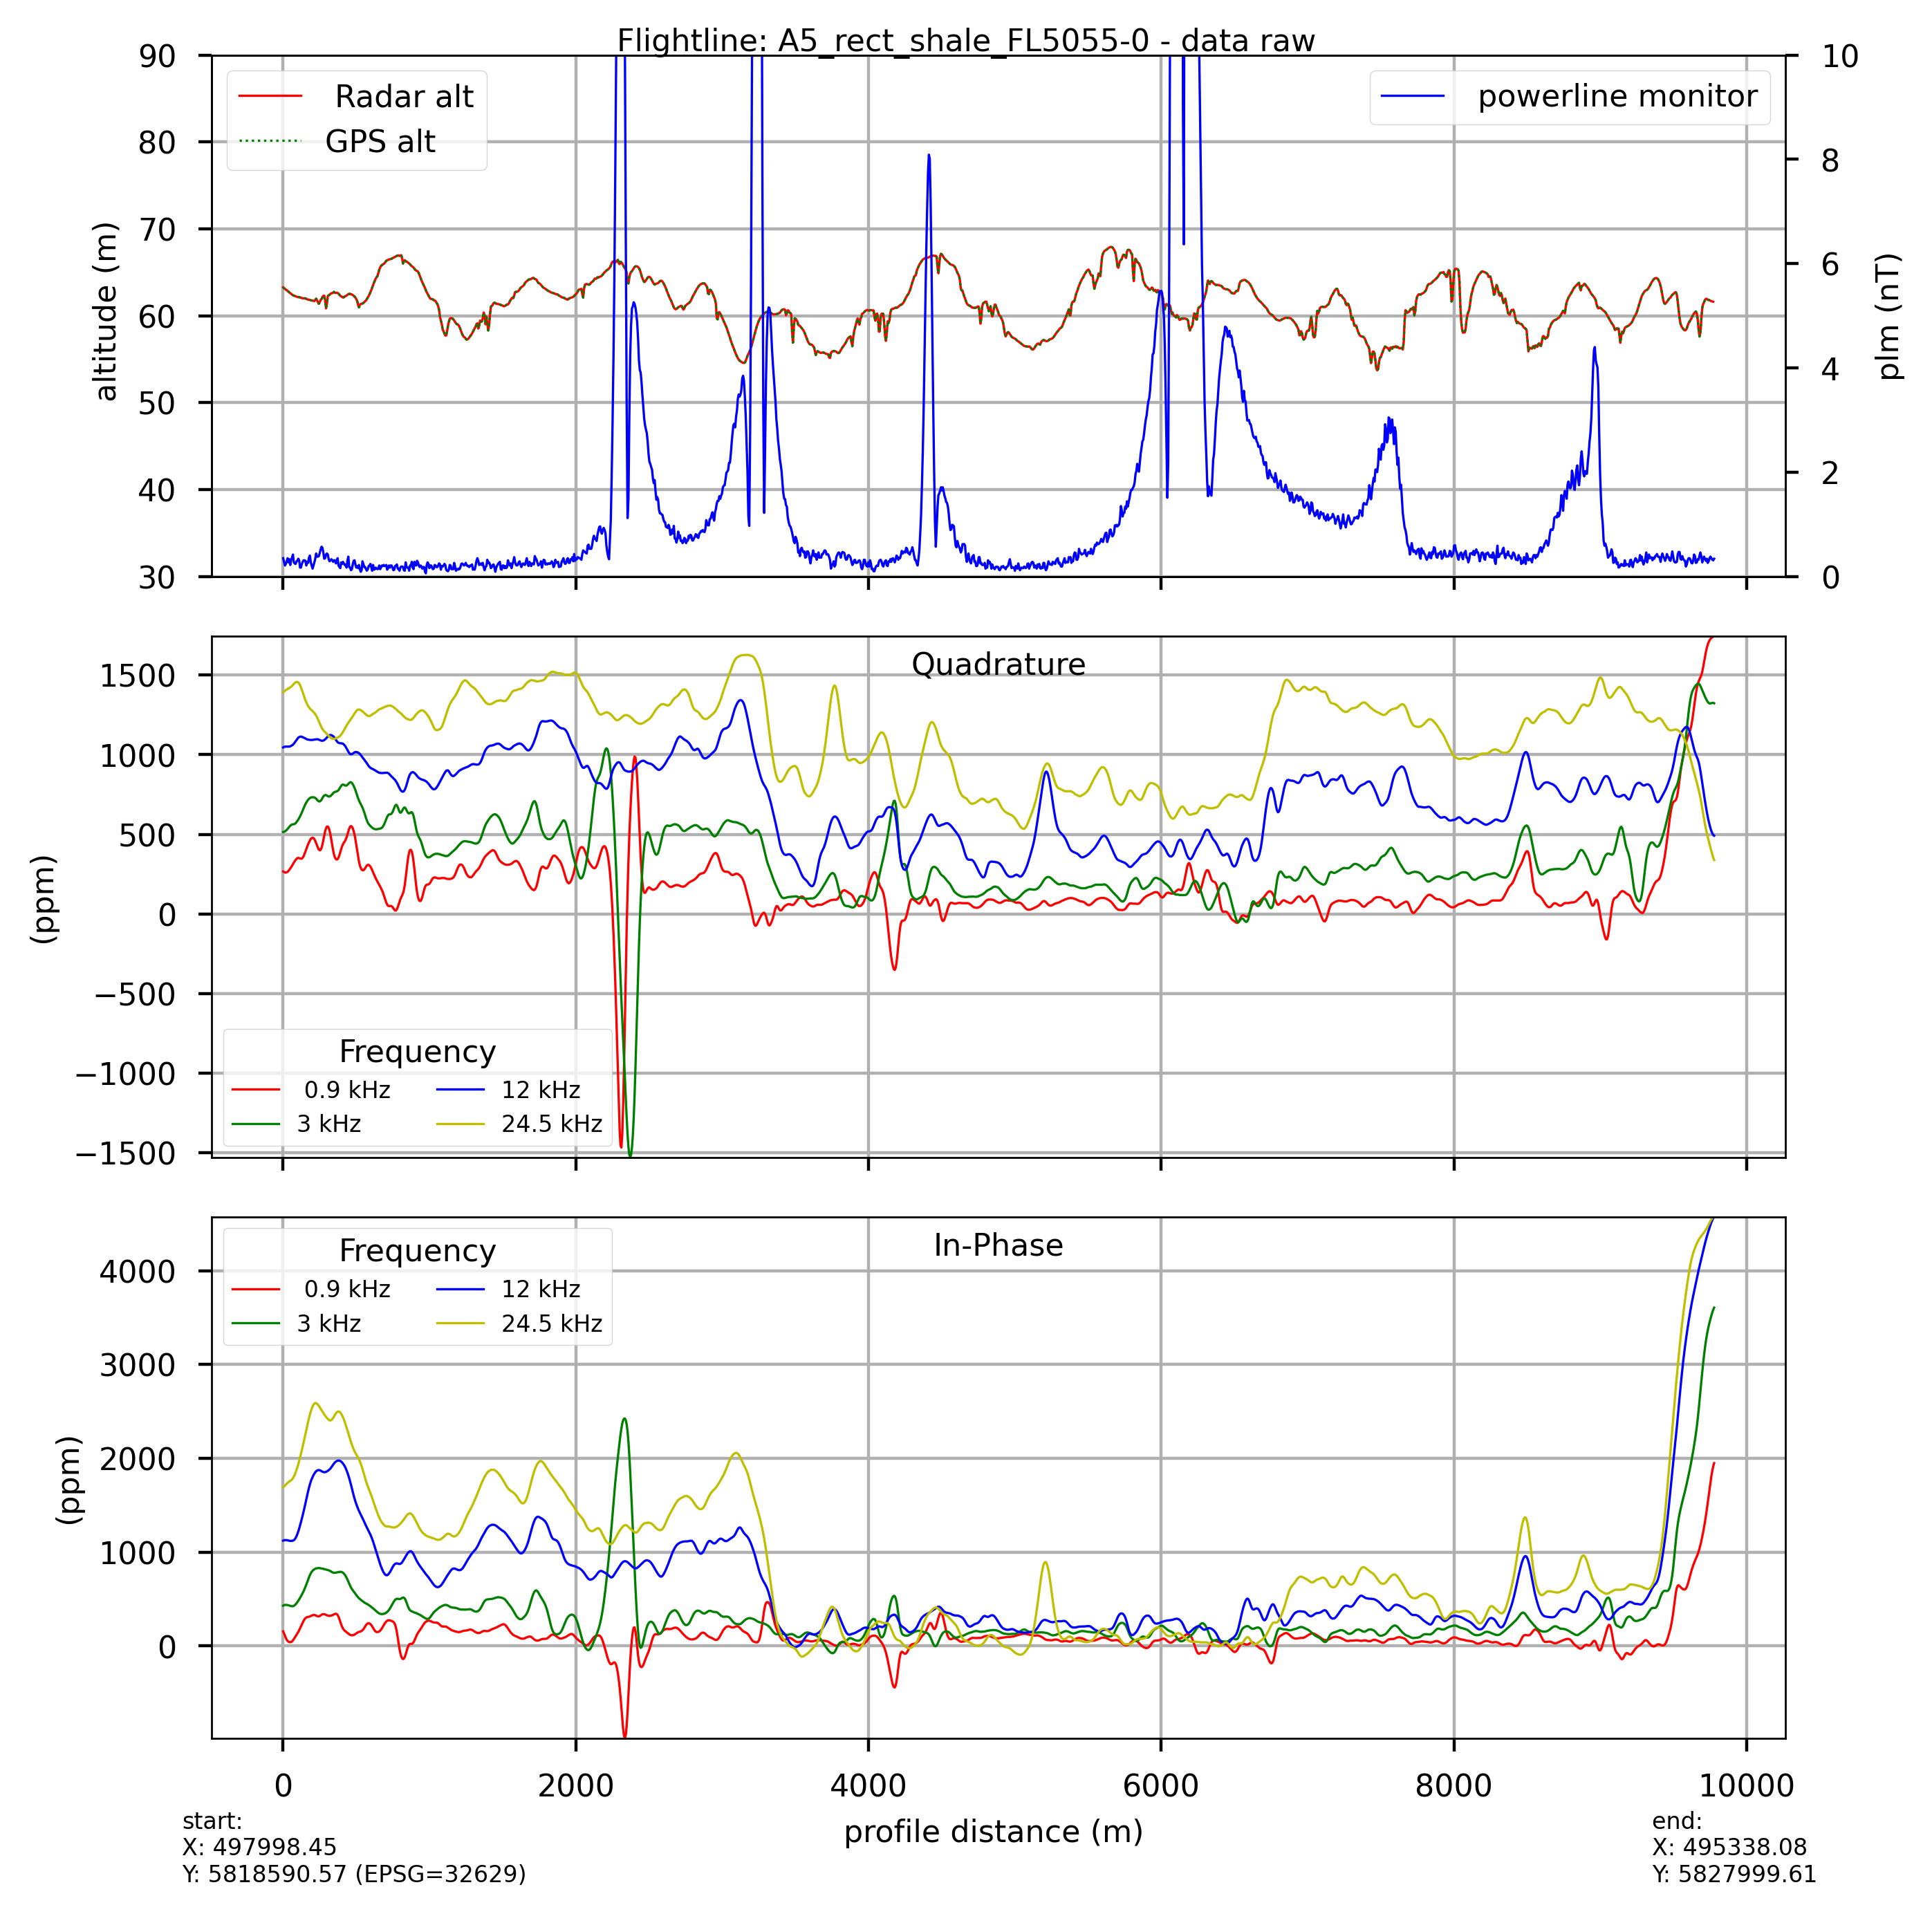 Flightline: A5_rect_shale_FL5055-0 - data raw
90
80
70
60
50
40
30
altitude (m)
Radar alt
GPS alt
powerline monitor
10
8
6
4
2
0
plm (nT)
Quadrature
1500
1000
500
0
−500
−1000
−1500
(ppm)
Frequency
0.9 kHz
3 kHz
12 kHz
24.5 kHz
In-Phase
4000
3000
2000
1000
0
(ppm)
Frequency
0.9 kHz
3 kHz
12 kHz
24.5 kHz
0 2000 4000 6000 8000 10000
profile distance (m)
start:
X: 497998.45
Y: 5818590.57 (EPSG=32629)
end:
X: 495338.08
Y: 5827999.61